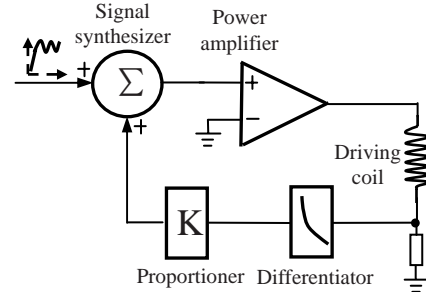 Signal
synthesizer
Power
amplifier
+
Σ
+
+
−
Driving
coil
K
Proportioner
Differentiator